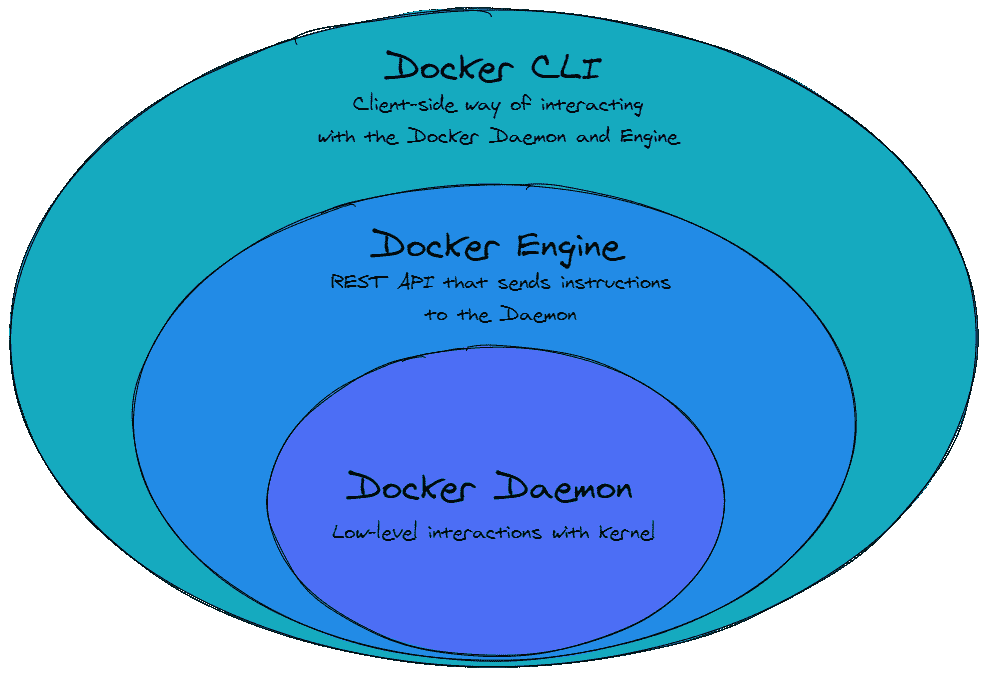 Docker CLI
Client-side way of interacting
with the Docker Daemon and Engine
Docker Engine
REST API that sends instructions
to the Daemon
Docker Daemon
Low-level interactions with Kernel